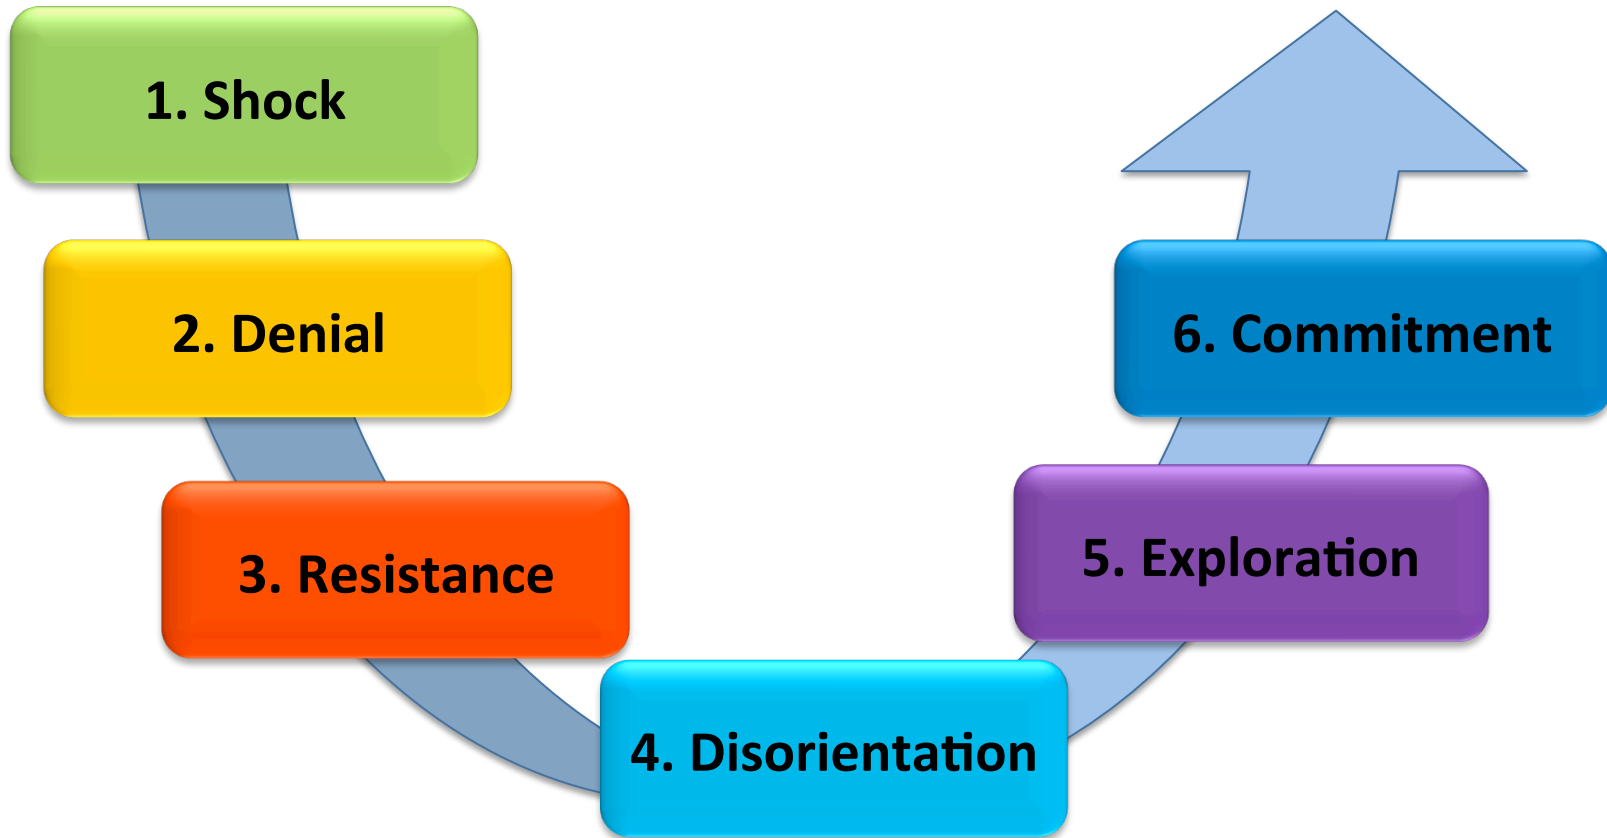 1. Shock
2. Denial
3. Resistance
4. Disorientation
5. Exploration
6. Commitment